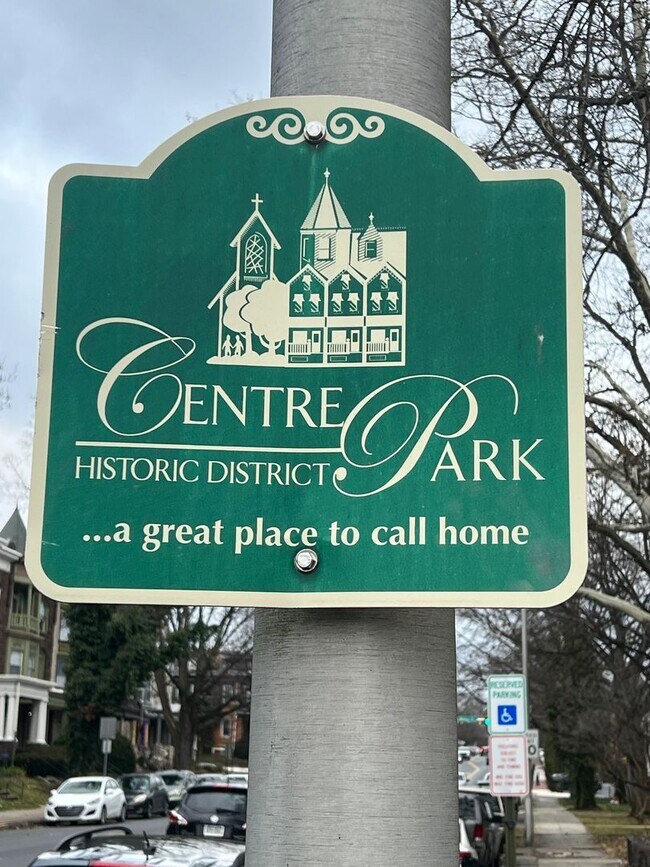 CENTRE PARK
HISTORIC DISTRICT
...a great place to call home
RESERVED
PARKING